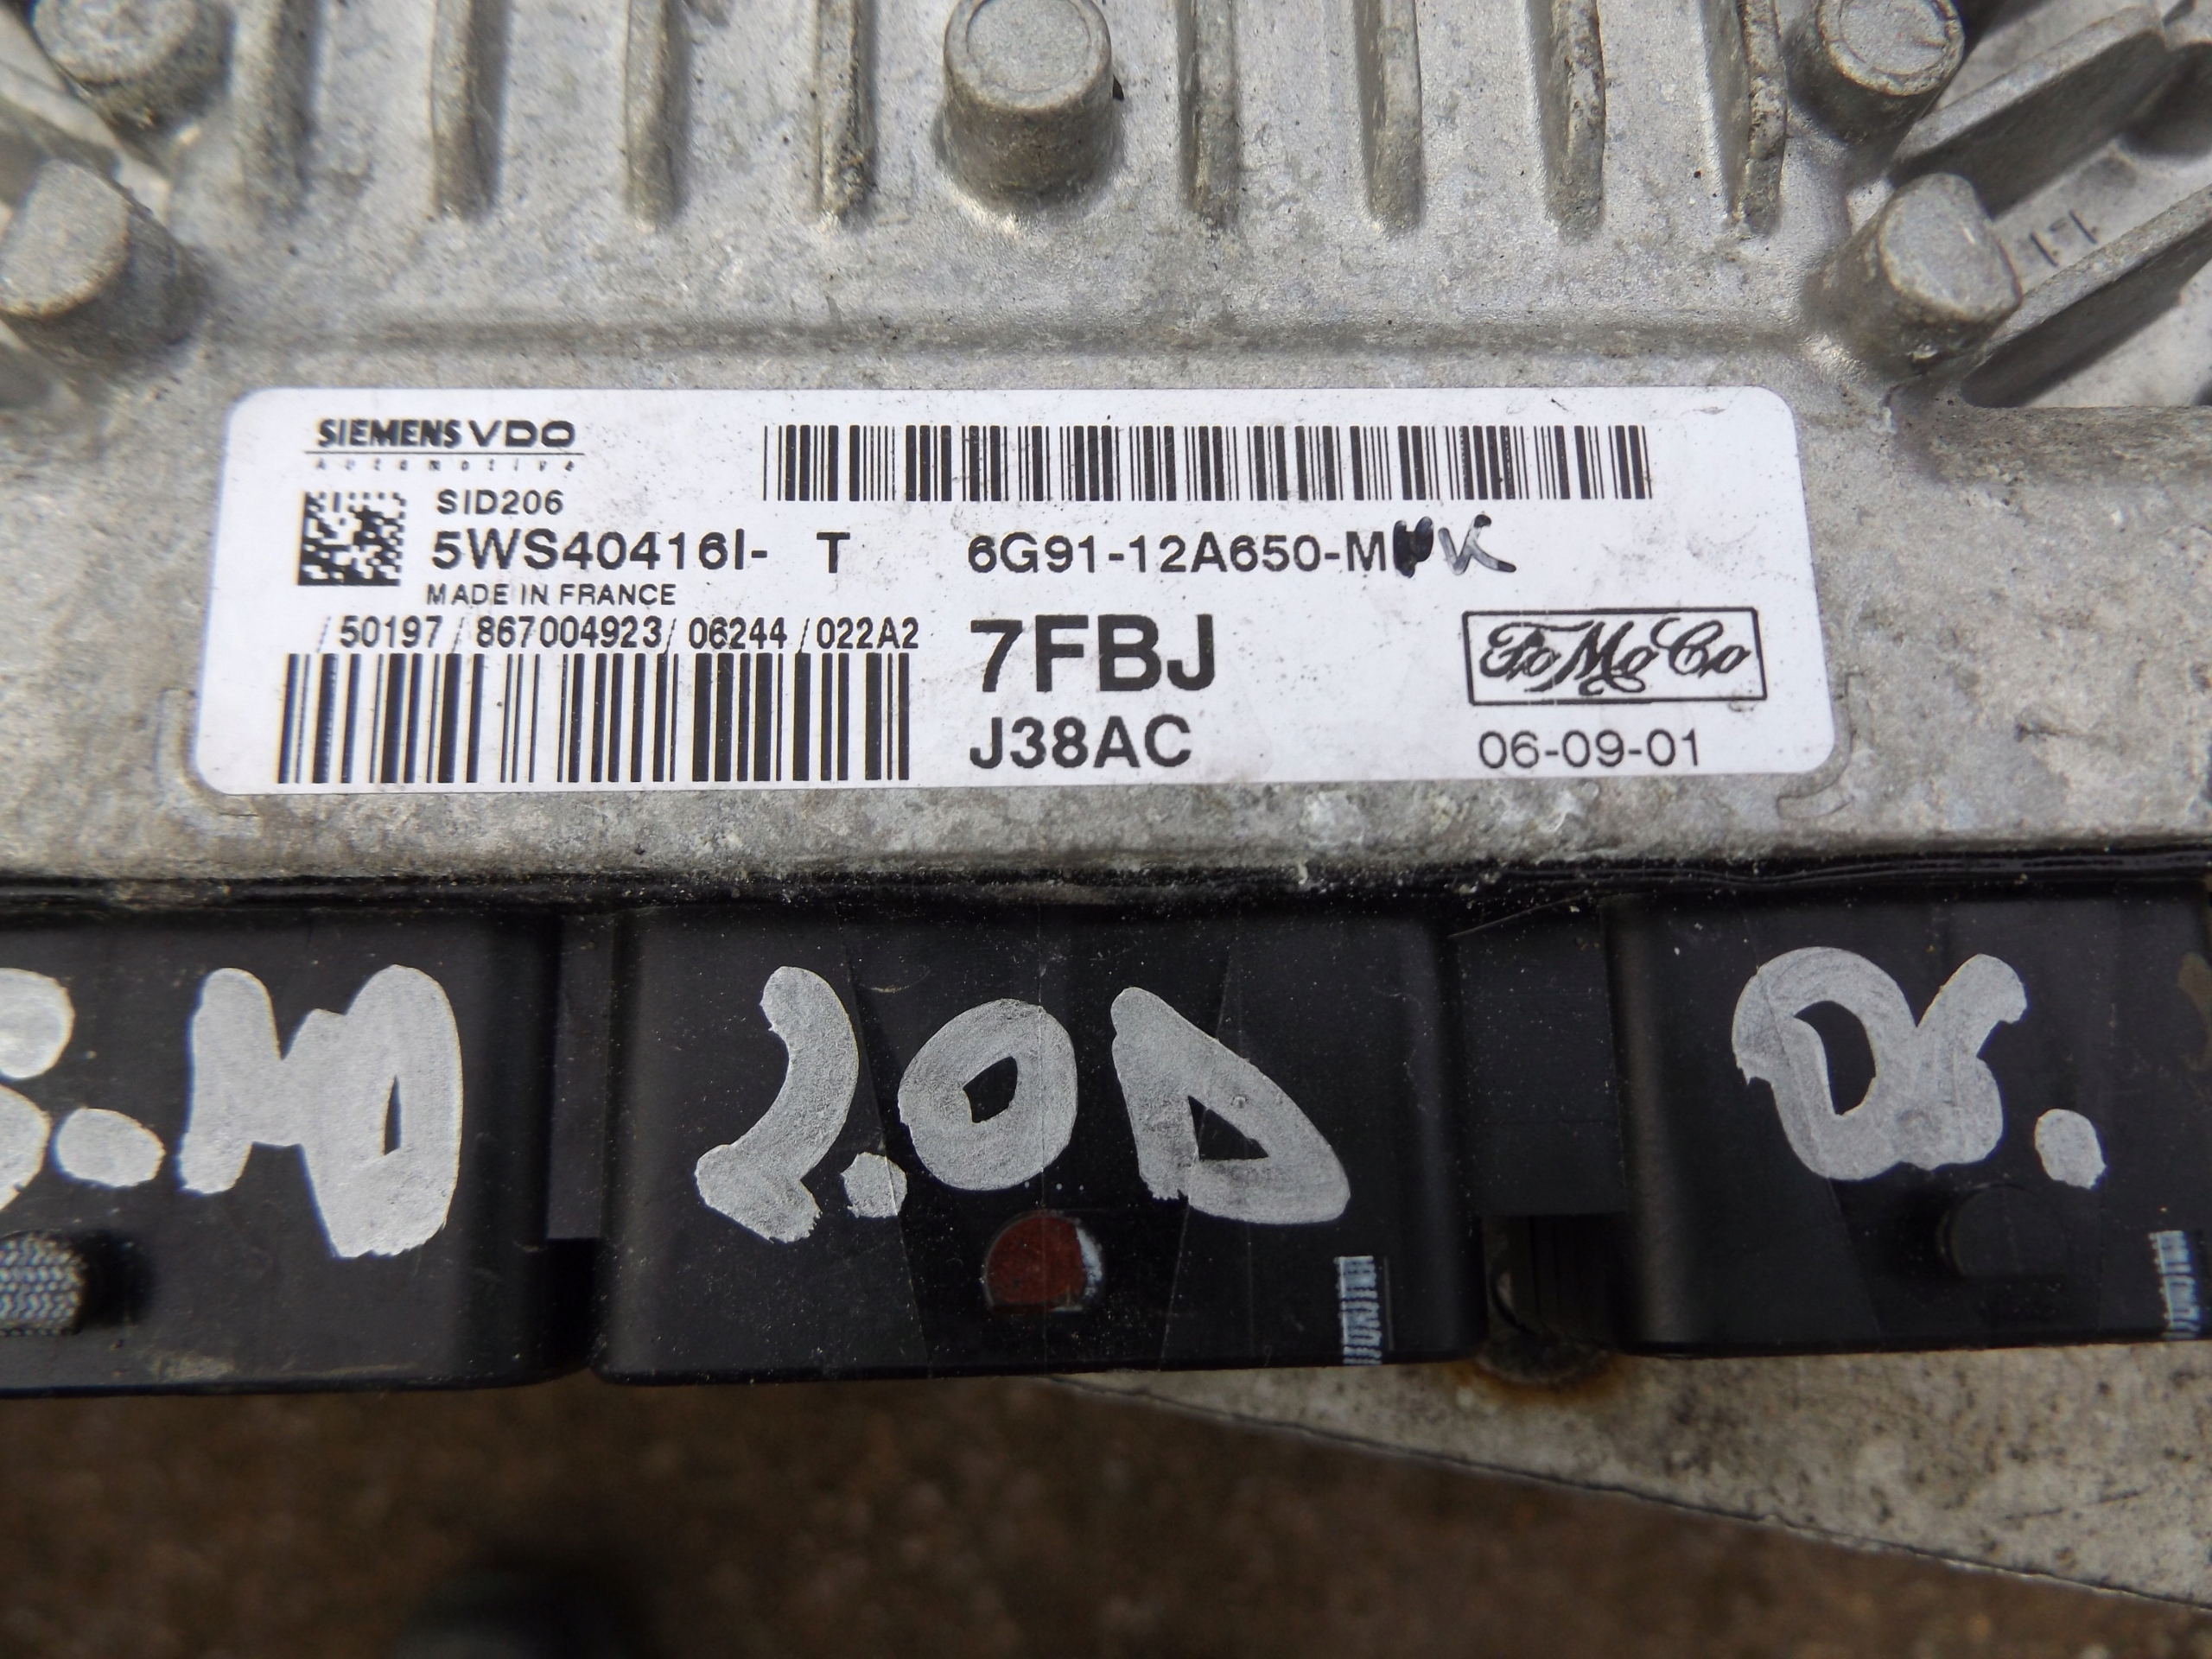 SIEMENS VDO
Automotive
SID206
5WS40416I- T
MADE IN FRANCE
/50197/867004923/06244/022A2
6G91-12A650-M
7FBJ
J38AC
FoMoCo
06-09-01
2.0D